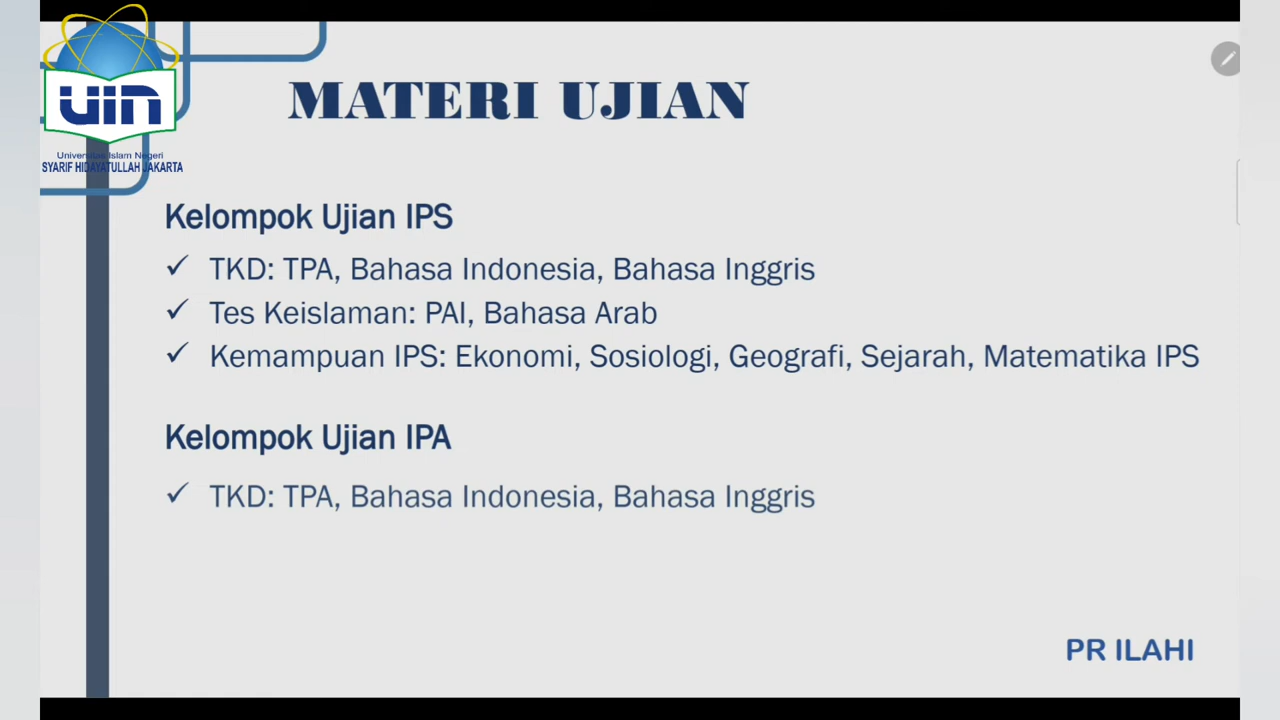 uin
Universitas Islam Negeri
SYARIF HIDAYATULLAH JAKARTA
MATERI UJIAN
Kelompok Ujian IPS
✓ TKD: TPA, Bahasa Indonesia, Bahasa Inggris
✓ Tes Keislaman: PAI, Bahasa Arab
✓ Kemampuan IPS: Ekonomi, Sosiologi, Geografi, Sejarah, Matematika IPS
Kelompok Ujian IPA
✓ TKD: TPA, Bahasa Indonesia, Bahasa Inggris
PR ILAHI